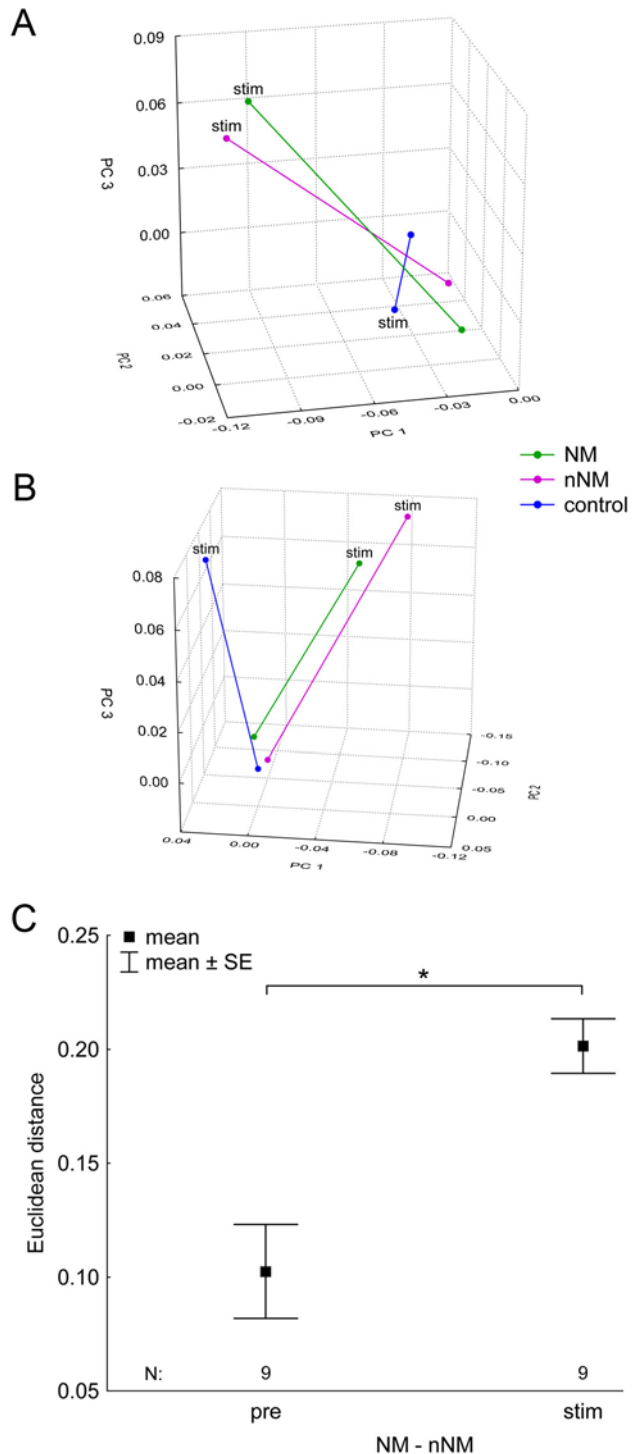 A
0.09
0.06
0.03
0.00
PC 3
stim
stim
stim
0.06
0.04
0.02
0.00
-0.02
PC2
-0.12
-0.09
-0.06
-0.03
0.00
PC 1
NM
nNM
control
B
stim
stim
stim
0.08
0.06
0.04
0.02
0.00
PC 3
0.04
0.00
-0.04
-0.08
-0.12
PC 1
-0.15
-0.10
-0.05
0.00
0.05
PC2
C
0.25
0.20
0.15
0.10
0.05
Euclidean distance
mean
mean ± SE
*
N: 9 9
pre stim
NM - nNM